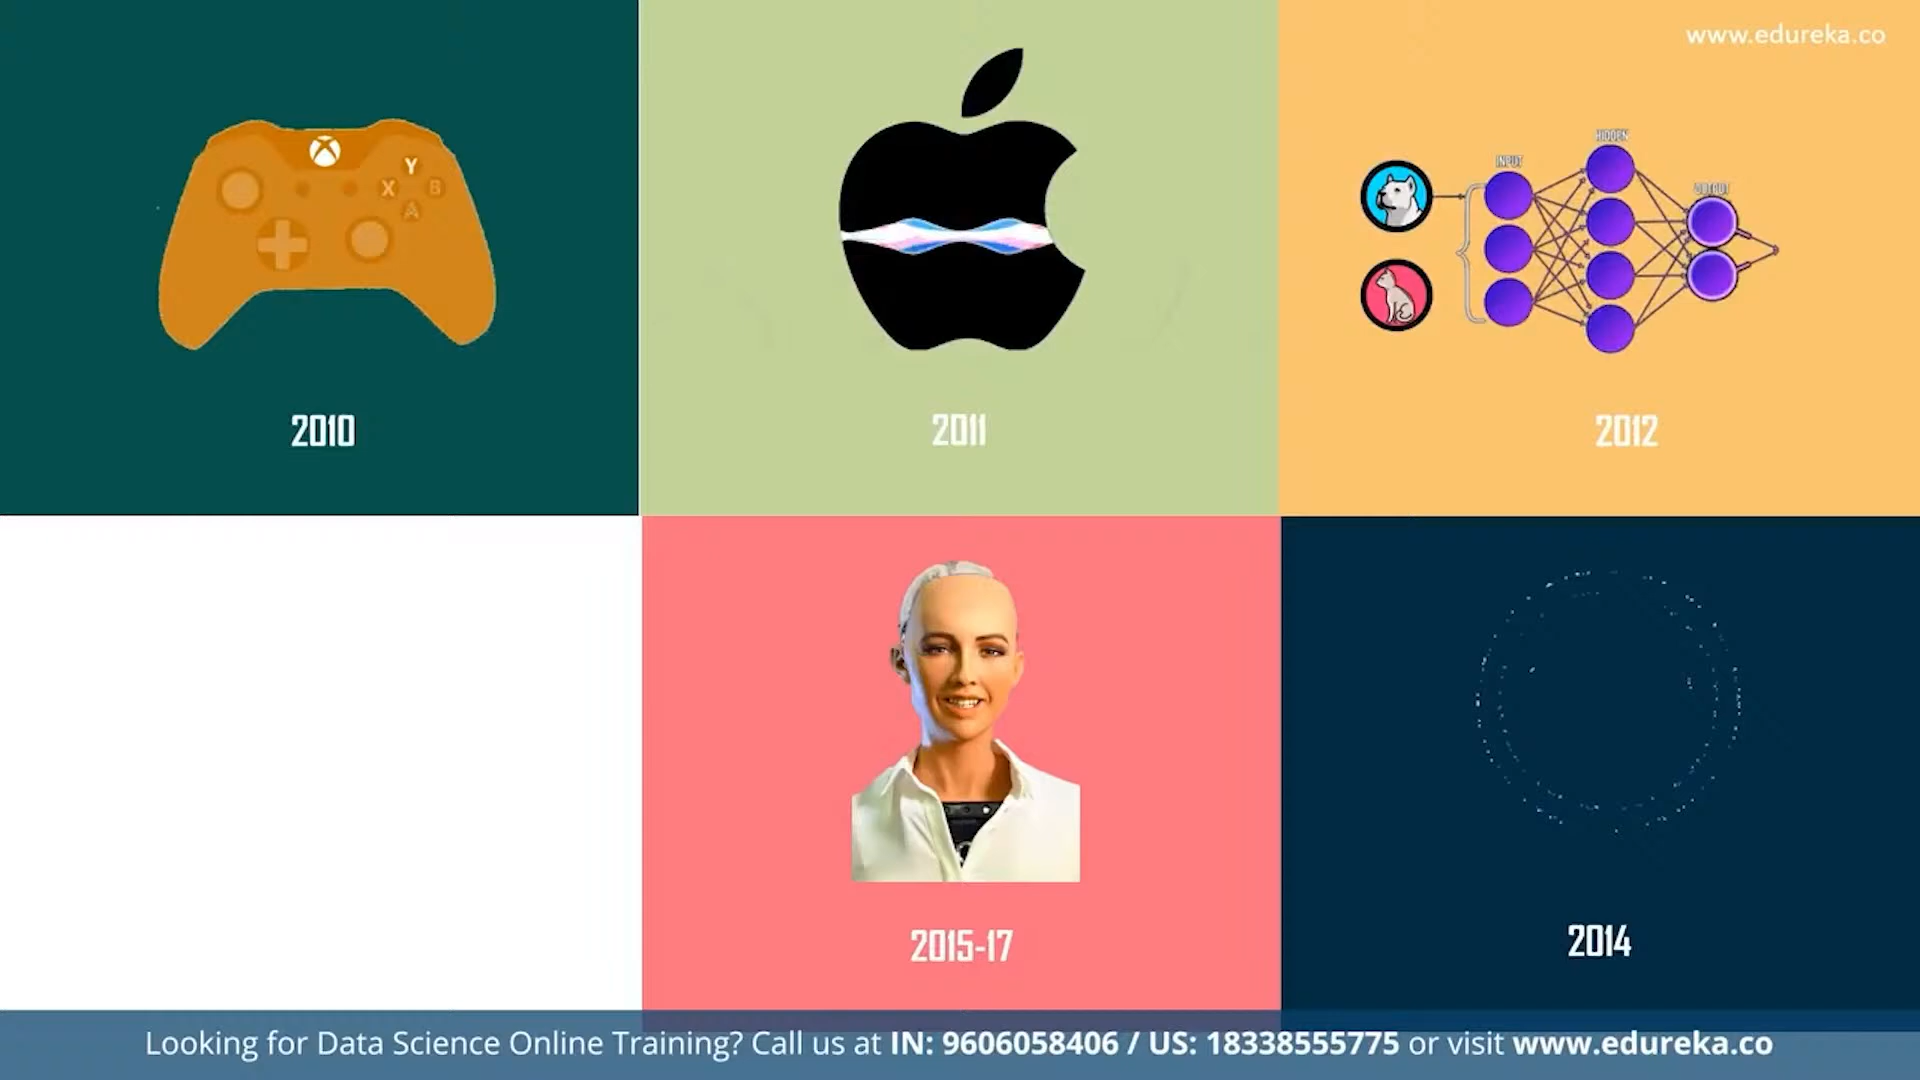 www.edureka.co
Y
X B
A
2010
2011
HIDDEN
INPUT
OUTPUT
2012
2015-17
2014
Looking for Data Science Online Training? Call us at IN: 9606058406 / US: 18338555775 or visit www.edureka.co